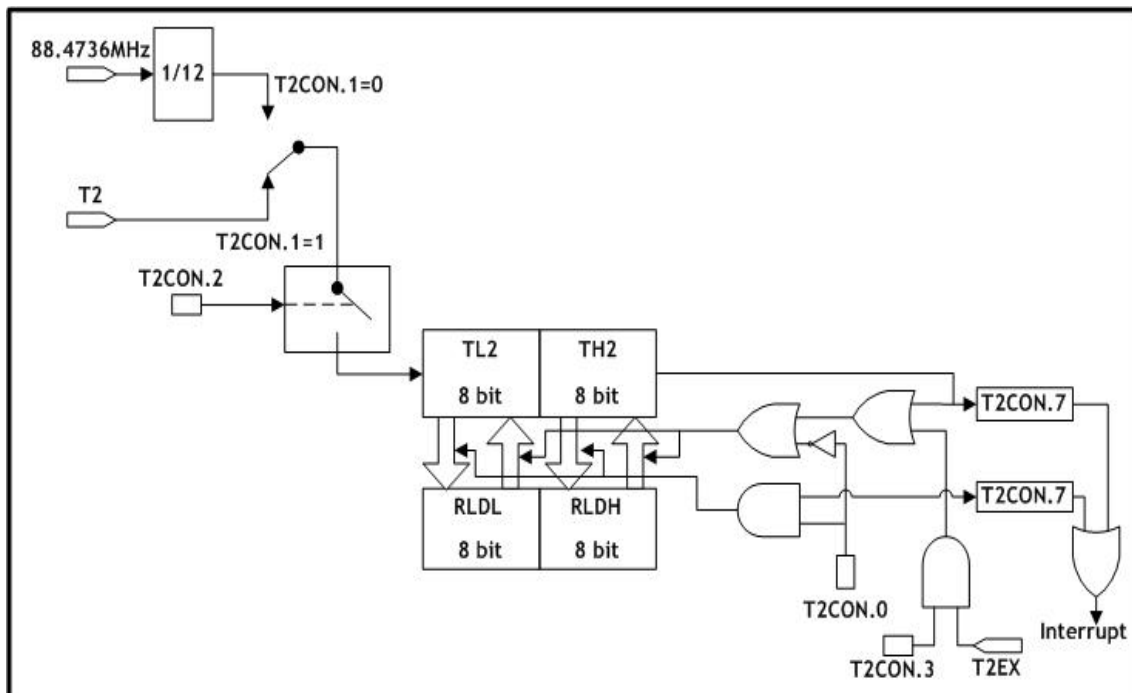 88.4736MHz
1/12
T2CON.1=0
T2
T2CON.1=1
T2CON.2
TL2
8 bit
TH2
8 bit
T2CON.7
RLDL
8 bit
RLDH
8 bit
T2CON.7
T2CON.0
Interrupt
T2CON.3
T2EX